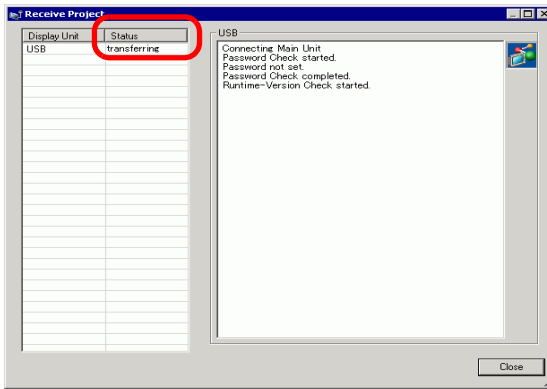 Receive Project
Display Unit Status
USB transferring
USB
Connecting Main Unit
Password Check started.
Password not set.
Password Check completed.
Runtime-Version Check started.
Close